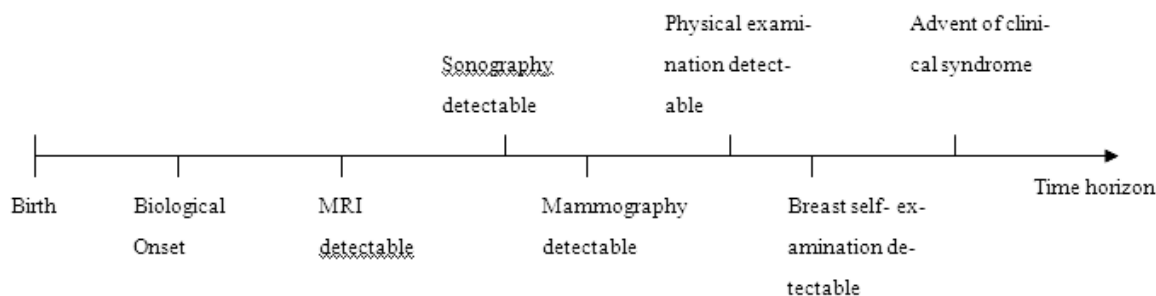 Physical exami-
nation detect-
able
Advent of clini-
cal syndrome
Sonography
detectable
Time horizon
Birth
Biological
Onset
MRI
detectable
Mammography
detectable
Breast self- ex-
amination de-
tectable